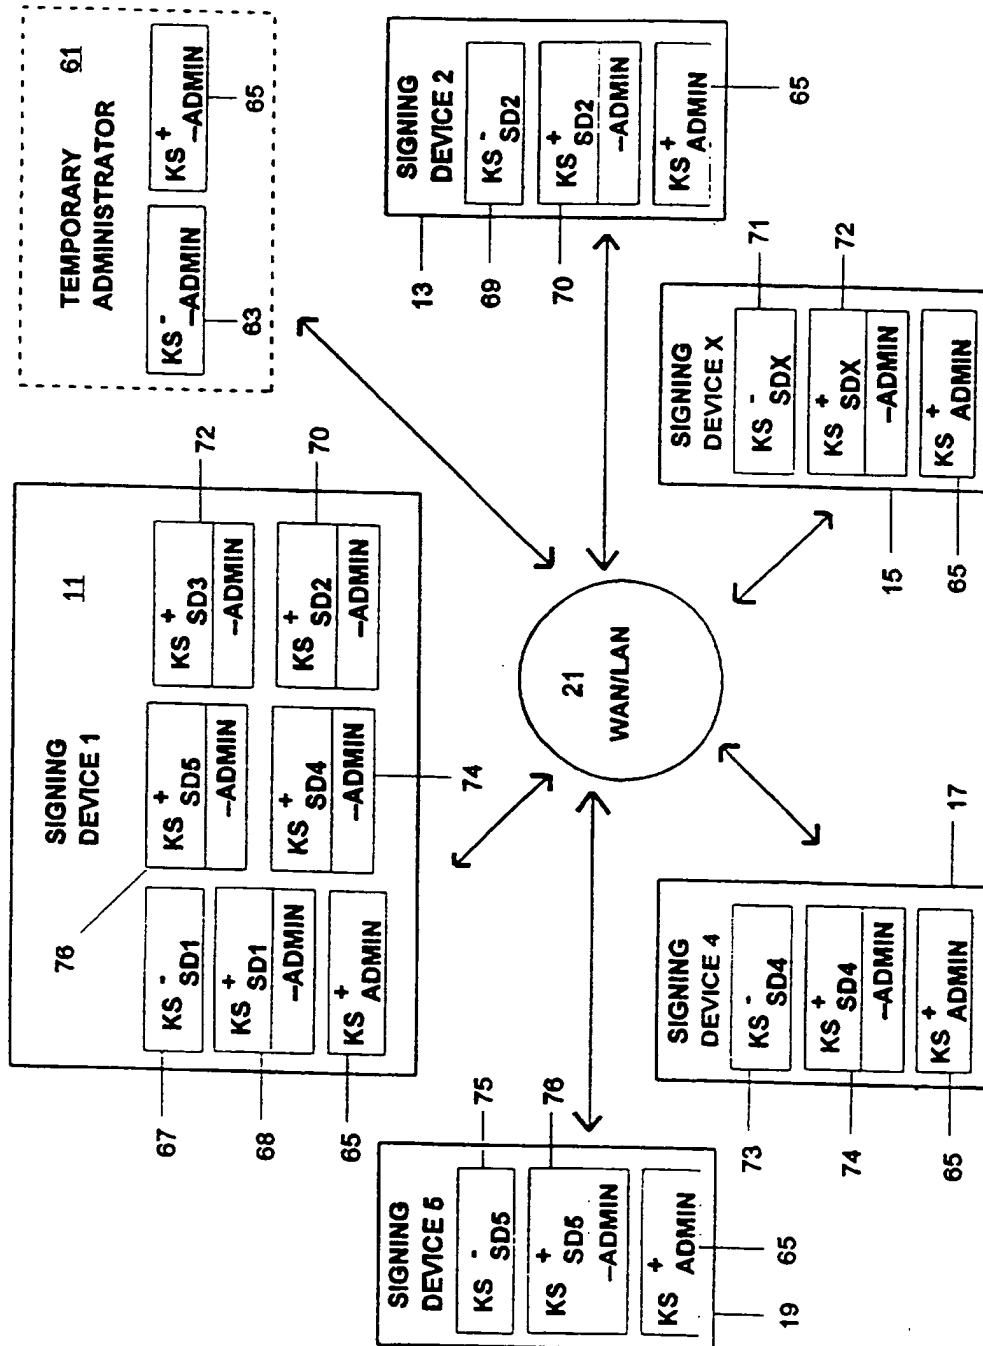 TEMPORARY
ADMINISTRATOR
61
KS - –ADMIN
KS + –ADMIN
63
65
SIGNING
DEVICE 1
11
76
KS - SD1
KS + SD1
–ADMIN
KS + ADMIN
KS + SD5
–ADMIN
KS + SD4
–ADMIN
KS + SD3
–ADMIN
KS + SD2
–ADMIN
67
68
65
74
72
70
SIGNING
DEVICE 2
KS - SD2
KS + SD2
–ADMIN
KS + ADMIN
13
69
70
65
SIGNING
DEVICE 5
KS - SD5
KS + SD5
–ADMIN
KS + ADMIN
75
76
65
19
21
WAN/LAN
SIGNING
DEVICE 4
KS - SD4
KS + SD4
–ADMIN
KS + ADMIN
73
74
65
17
SIGNING
DEVICE X
KS - SDX
KS + SDX
–ADMIN
KS + ADMIN
71
72
15
65